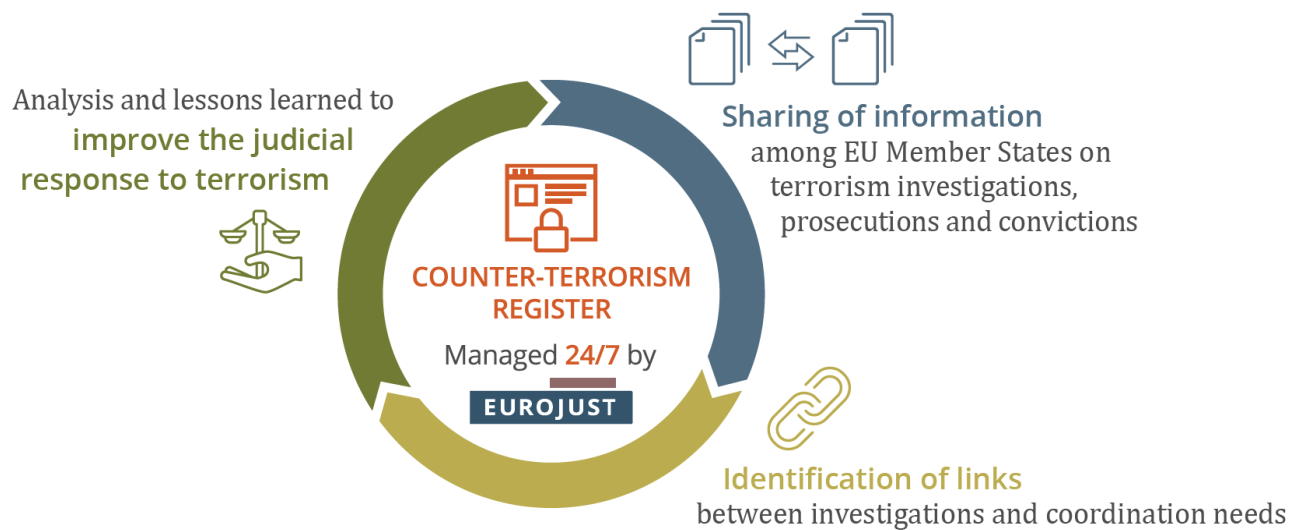 Analysis and lessons learned to
improve the judicial
response to terrorism
Sharing of information
among EU Member States on
terrorism investigations,
prosecutions and convictions
COUNTER-TERRORISM
REGISTER
Managed 24/7 by
EUROJUST
Identification of links
between investigations and coordination needs